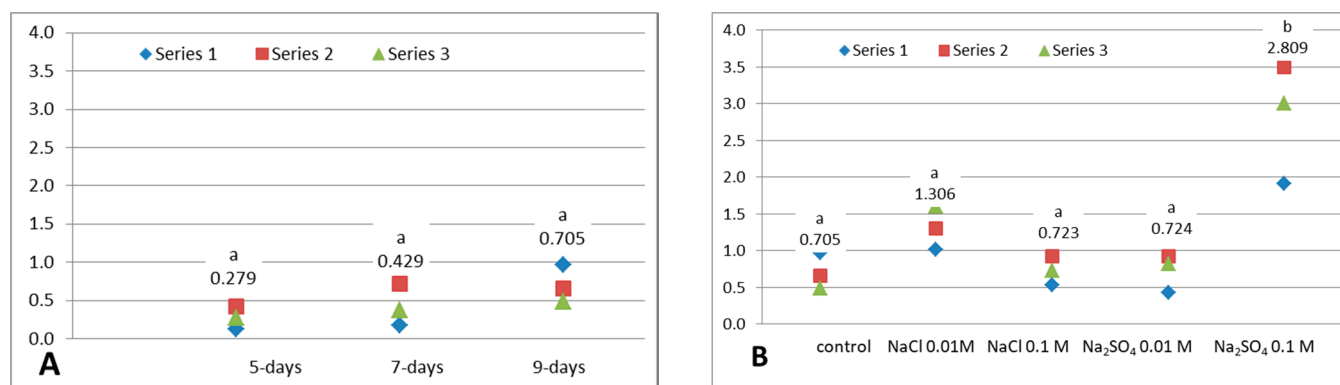 4.0
Series 1 Series 2 Series 3
3.5
3.0
2.5
2.0
1.5
1.0
0.5
0.0
a
0.279
a
0.429
a
0.705
5-days 7-days 9-days
A
4.0
Series 1 Series 2 Series 3
3.5
3.0
2.5
2.0
1.5
1.0
0.5
0.0
a
0.705
a
1.306
a
0.723
a
0.724
b
2.809
control NaCl 0.01M NaCl 0.1 M Na₂SO₄ 0.01 M Na₂SO₄ 0.1 M
B